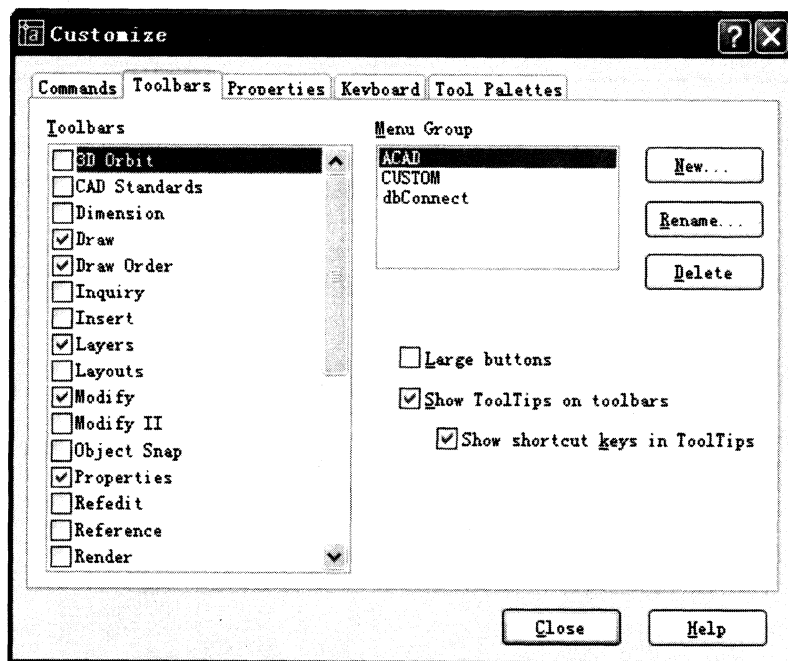 Customize
Commands Toolbars Properties Keyboard Tool Palettes
Toolbars
3D Orbit
CAD Standards
Dimension
Draw
Draw Order
Inquiry
Insert
Layers
Layouts
Modify
Modify II
Object Snap
Properties
Refedit
Reference
Render
Menu Group
ACAD
CUSTOM
dbConnect
New...
Rename...
Delete
Large buttons
Show ToolTips on toolbars
Show shortcut keys in ToolTips
Close
Help